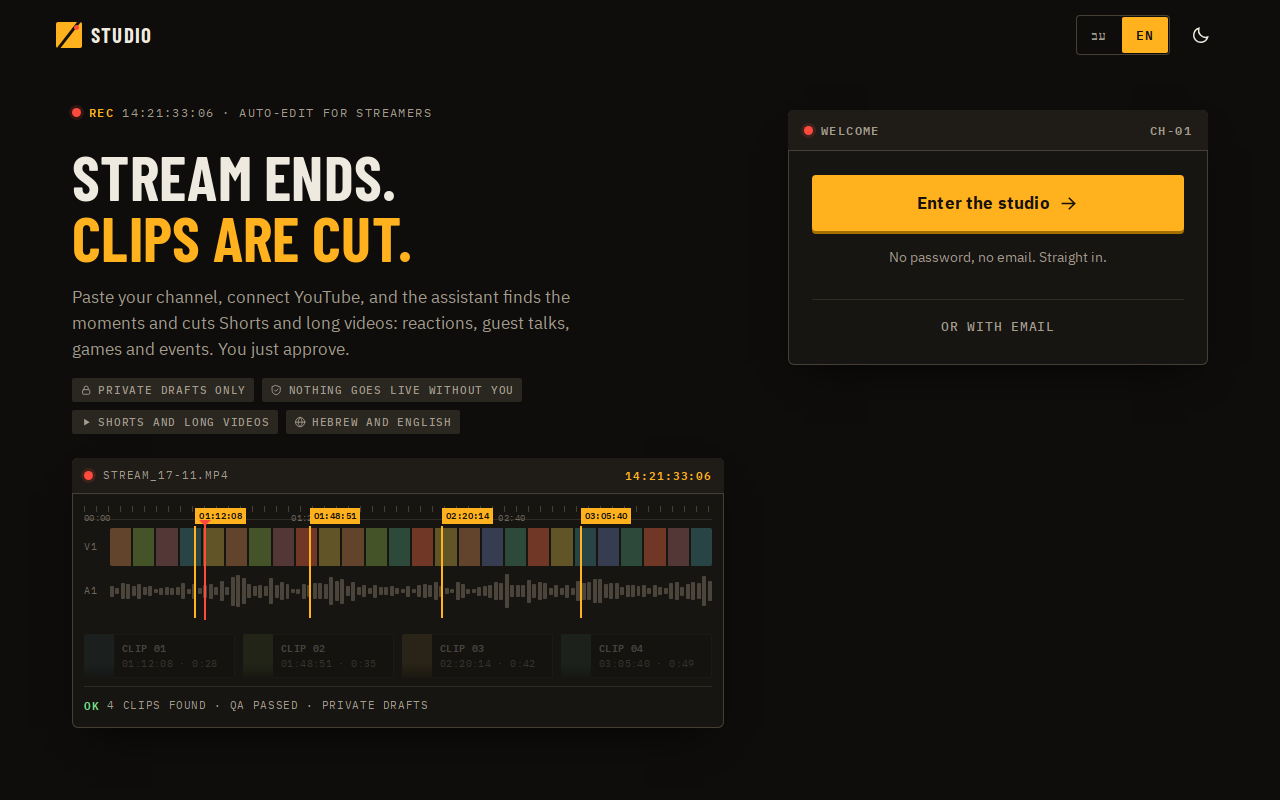 STUDIO
עב
EN
REC 14:21:33:06 · AUTO-EDIT FOR STREAMERS
STREAM ENDS.
CLIPS ARE CUT.
Paste your channel, connect YouTube, and the assistant finds the
moments and cuts Shorts and long videos: reactions, guest talks,
games and events. You just approve.
PRIVATE DRAFTS ONLY
NOTHING GOES LIVE WITHOUT YOU
SHORTS AND LONG VIDEOS
HEBREW AND ENGLISH
WELCOME
CH-01
Enter the studio →
No password, no email. Straight in.
OR WITH EMAIL
STREAM_17-11.MP4
14:21:33:06
01:12:08
01:48:51
02:20:14
03:05:40
00:00
02:40
V1
A1
CLIP 01
01:12:08 · 0:28
CLIP 02
01:48:51 · 0:35
CLIP 03
02:20:14 · 0:42
CLIP 04
03:05:40 · 0:49
OK 4 CLIPS FOUND · QA PASSED · PRIVATE DRAFTS